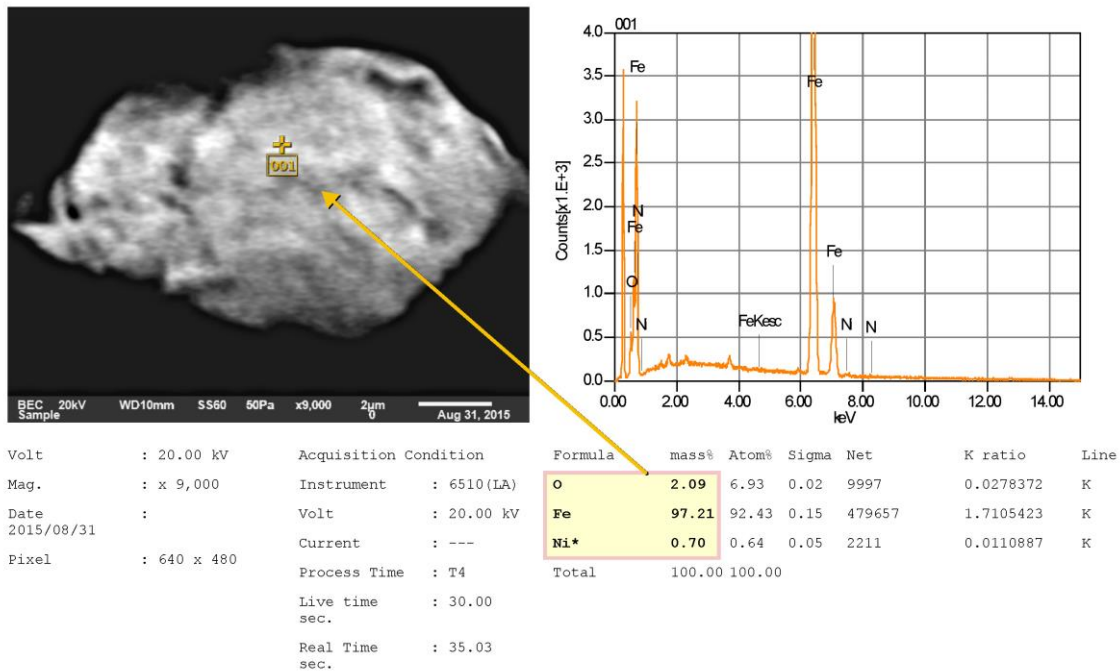 001
BEC 20kV WD10mm SS60 50Pa x9,000 2µm
Sample 0 Aug 31, 2015
001
4.0
3.0
2.5
2.0
1.5
1.0
0.5
0.0
Counts[x1.E+3]
Fe
Fe
N
Fe
O
N
FeKesc
Fe
N
N
0.00 2.00 4.00 6.00 8.00 10.00 12.00 14.00
keV
Volt : 20.00 kV
Mag. : x 9,000
Date :
2015/08/31
Pixel : 640 x 480
Acquisition Condition
Instrument : 6510(LA)
Volt : 20.00 kV
Current : ---
Process Time : T4
Live time : 30.00
sec.
Real Time : 35.03
sec.
Formula mass% Atom% Sigma Net K ratio Line
O 2.09 6.93 0.02 9997 0.0278372 K
Fe 97.21 92.43 0.15 479657 1.7105423 K
Ni* 0.70 0.64 0.05 2211 0.0110887 K
Total 100.00 100.00